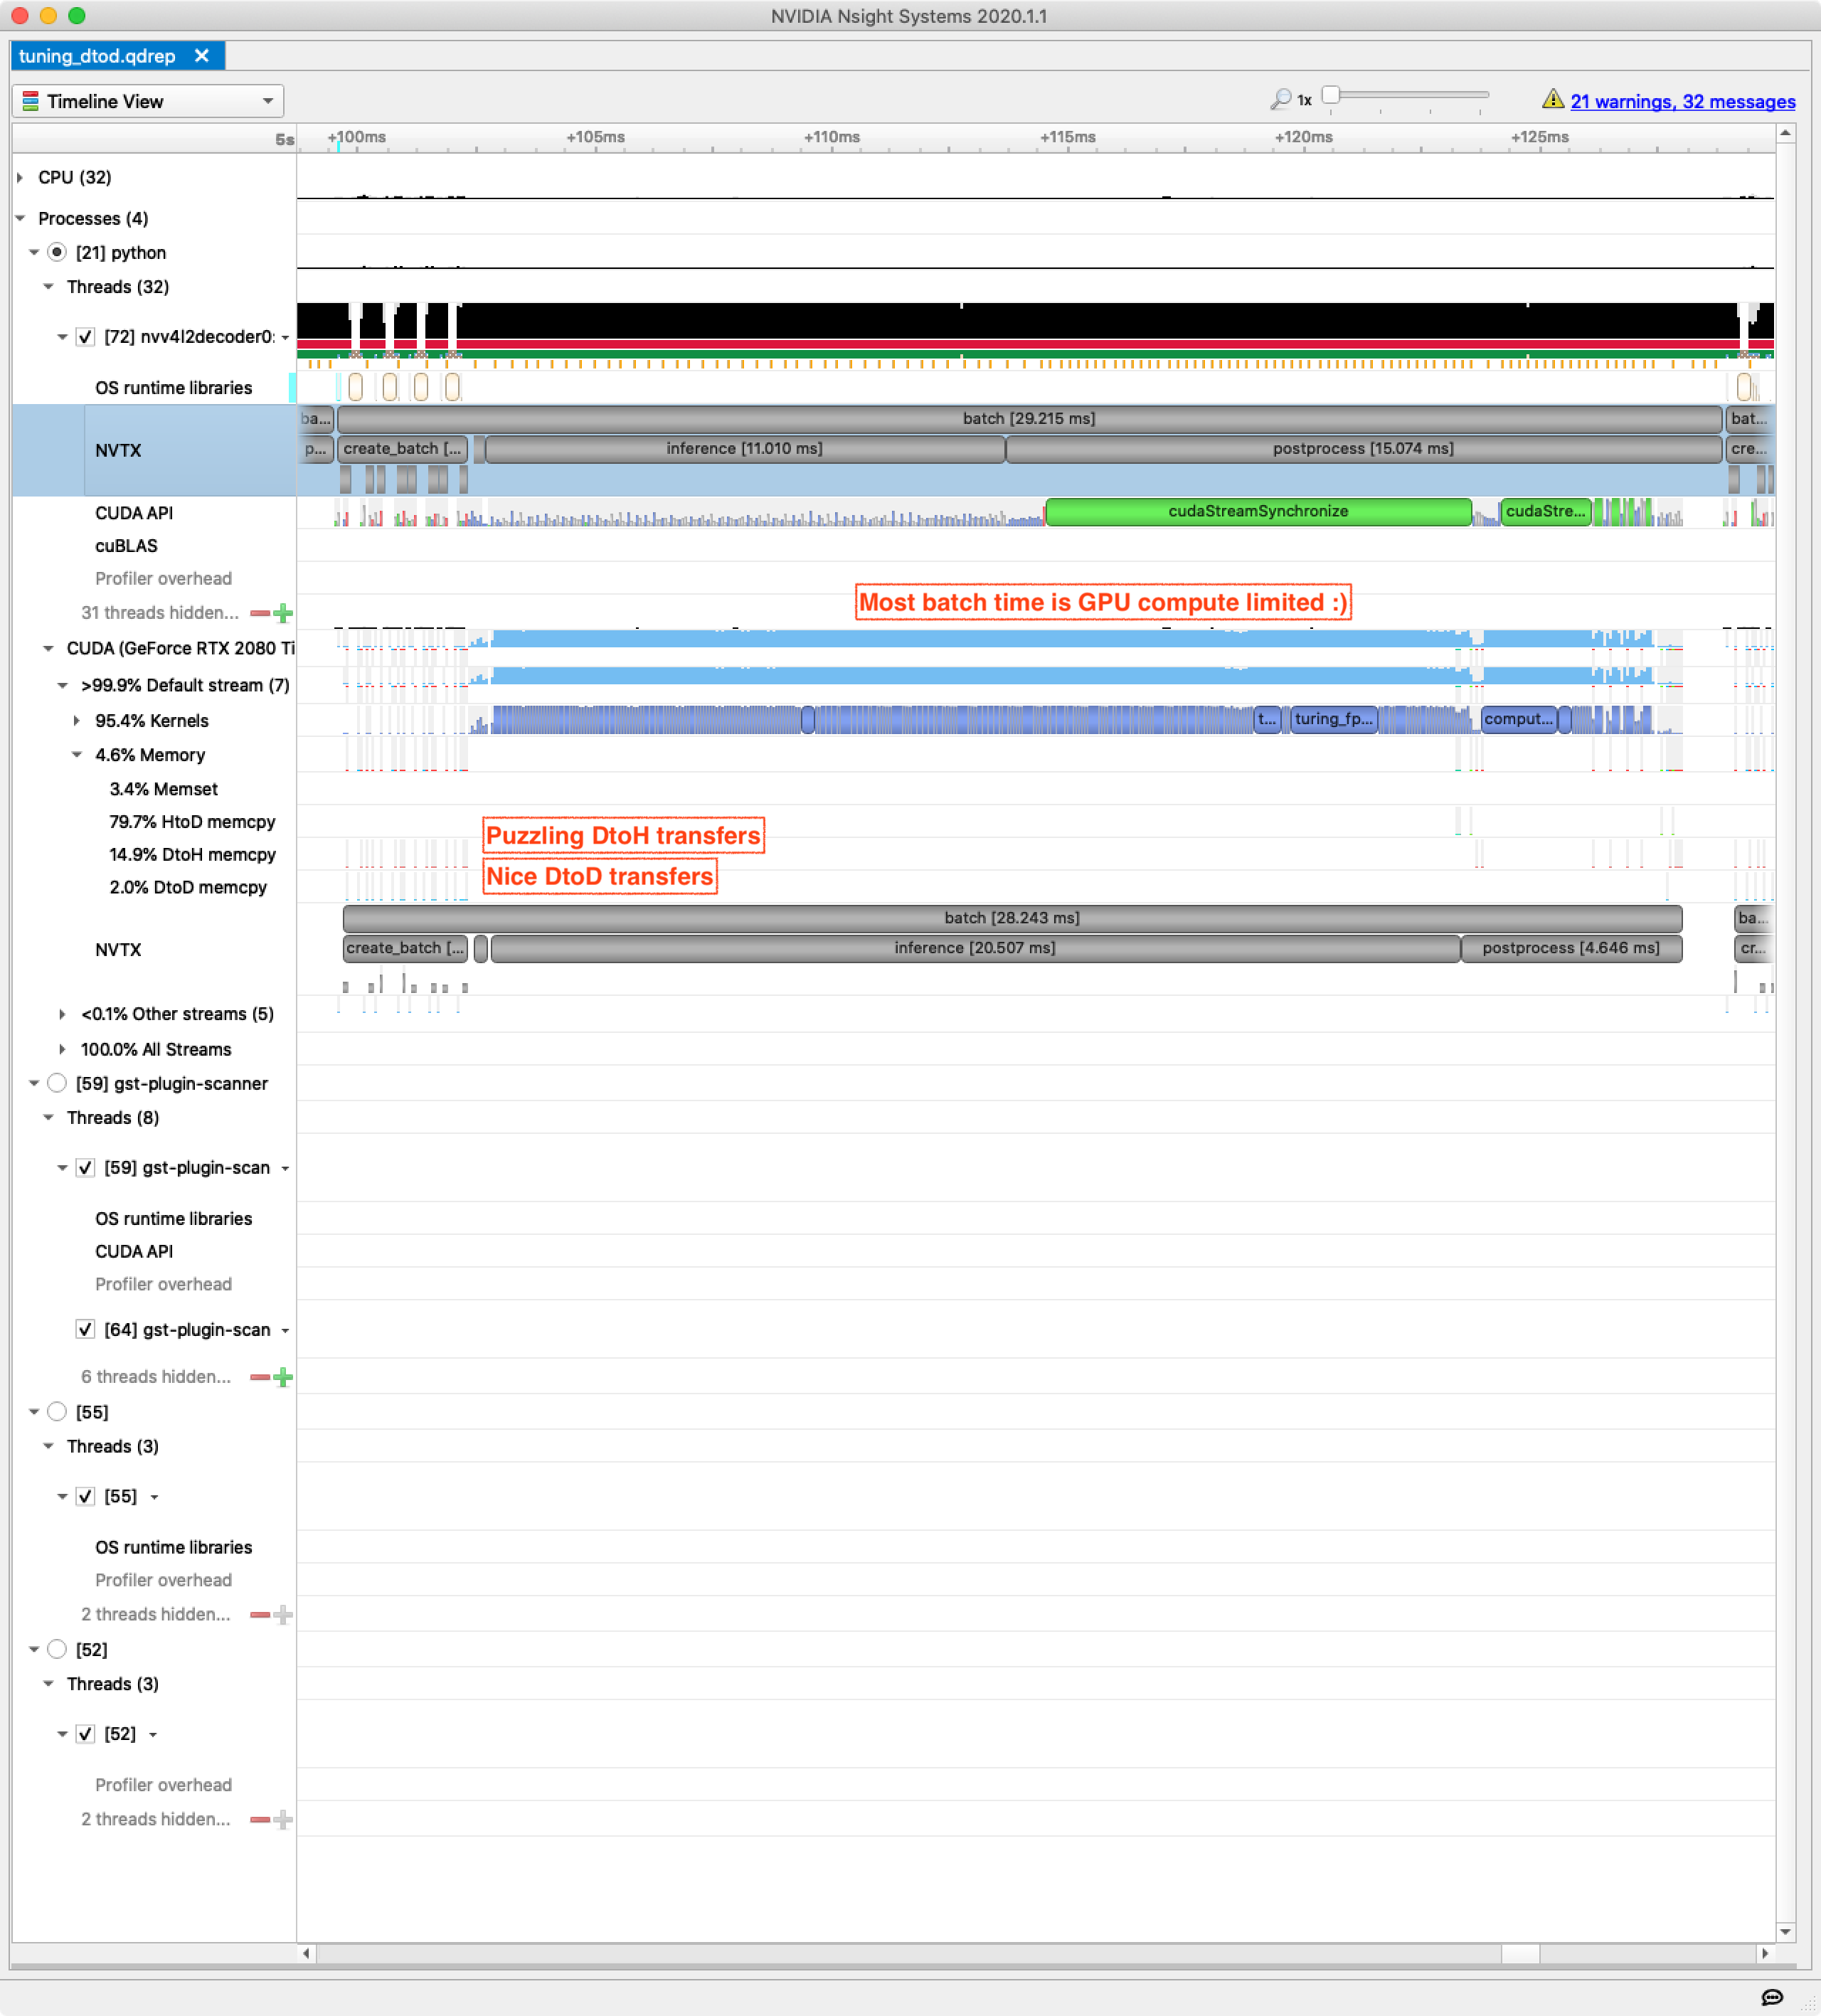 NVIDIA Nsight Systems 2020.1.1
tuning_dtod.qdrep
Timeline View
1x
21 warnings, 32 messages
5s
+100ms +105ms +110ms +115ms +120ms +125ms
CPU (32)
Processes (4)
[21] python
Threads (32)
[72] nvv4l2decoder0:
OS runtime libraries
ba... batch [29.215 ms] bat...
NVTX
p... create_batch [... inference [11.010 ms] postprocess [15.074 ms] cre...
CUDA API
cudaStreamSynchronize cudaStre...
cuBLAS
Profiler overhead
Most batch time is GPU compute limited :)
31 threads hidden...
CUDA (GeForce RTX 2080 Ti
>99.9% Default stream (7)
95.4% Kernels
t... turing_fp... comput...
4.6% Memory
3.4% Memset
79.7% HtoD memcpy
Puzzling DtoH transfers
14.9% DtoH memcpy
Nice DtoD transfers
2.0% DtoD memcpy
batch [28.243 ms] ba...
NVTX
create_batch [... inference [20.507 ms] postprocess [4.646 ms] cr...
<0.1% Other streams (5)
100.0% All Streams
[59] gst-plugin-scanner
Threads (8)
[59] gst-plugin-scan
OS runtime libraries
CUDA API
Profiler overhead
[64] gst-plugin-scan
6 threads hidden...
[55]
Threads (3)
[55]
OS runtime libraries
Profiler overhead
2 threads hidden...
[52]
Threads (3)
[52]
Profiler overhead
2 threads hidden...